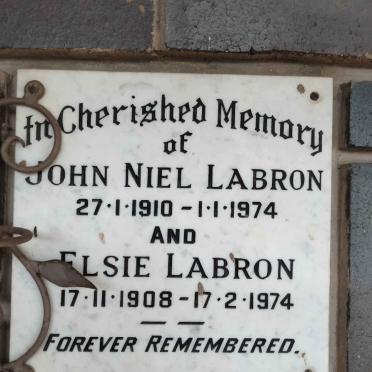 In Cherished Memory
of
JOHN NIEL LABRON
27·1·1910 - 1·1·1974
AND
ELSIE LABRON
17·11·1908 - 17·2·1974
FOREVER REMEMBERED.